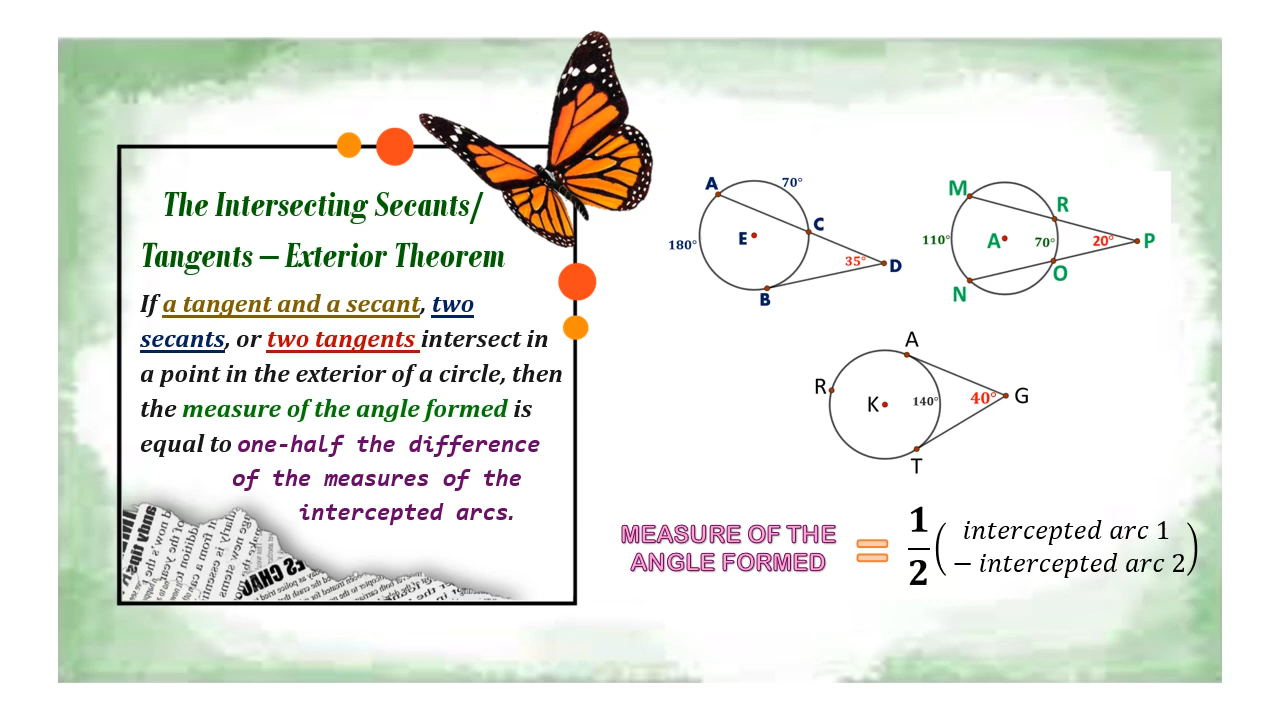 The Intersecting Secants/
Tangents – Exterior Theorem
If a tangent and a secant, two
secants, or two tangents intersect in
a point in the exterior of a circle, then
the measure of the angle formed is
equal to one-half the difference
of the measures of the
intercepted arcs.
A
70°
C
180°
E
35°
D
B
M
R
110°
A
70°
20°
P
N
O
A
R
K
140°
40°
G
T
MEASURE OF THE
ANGLE FORMED
=
1/2 (intercepted arc 1
− intercepted arc 2)